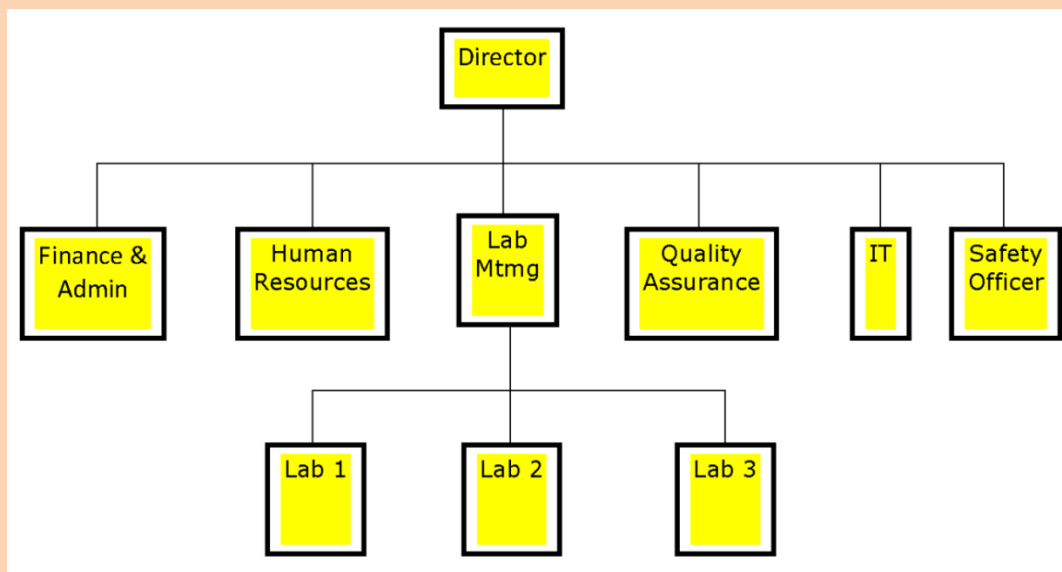 Director
Finance &
Admin
Human
Resources
Lab
Mtmg
Quality
Assurance
IT
Safety
Officer
Lab 1
Lab 2
Lab 3